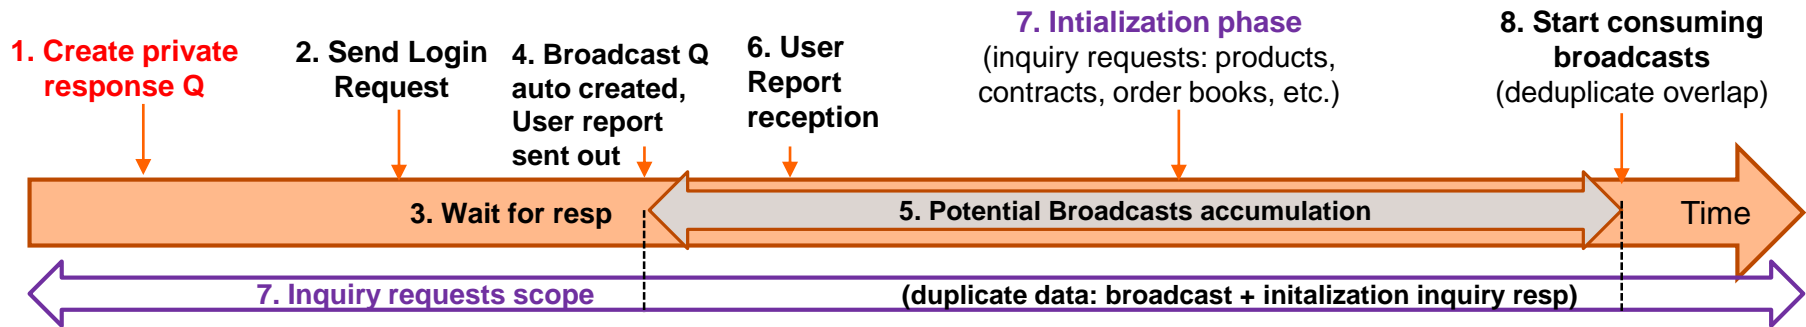 1. Create private
response Q
2. Send Login
Request
4. Broadcast Q
auto created,
User report
sent out
6. User
Report
reception
7. Intialization phase
(inquiry requests: products,
contracts, order books, etc.)
8. Start consuming
broadcasts
(deduplicate overlap)
3. Wait for resp
5. Potential Broadcasts accumulation
Time
7. Inquiry requests scope
(duplicate data: broadcast + initalization inquiry resp)